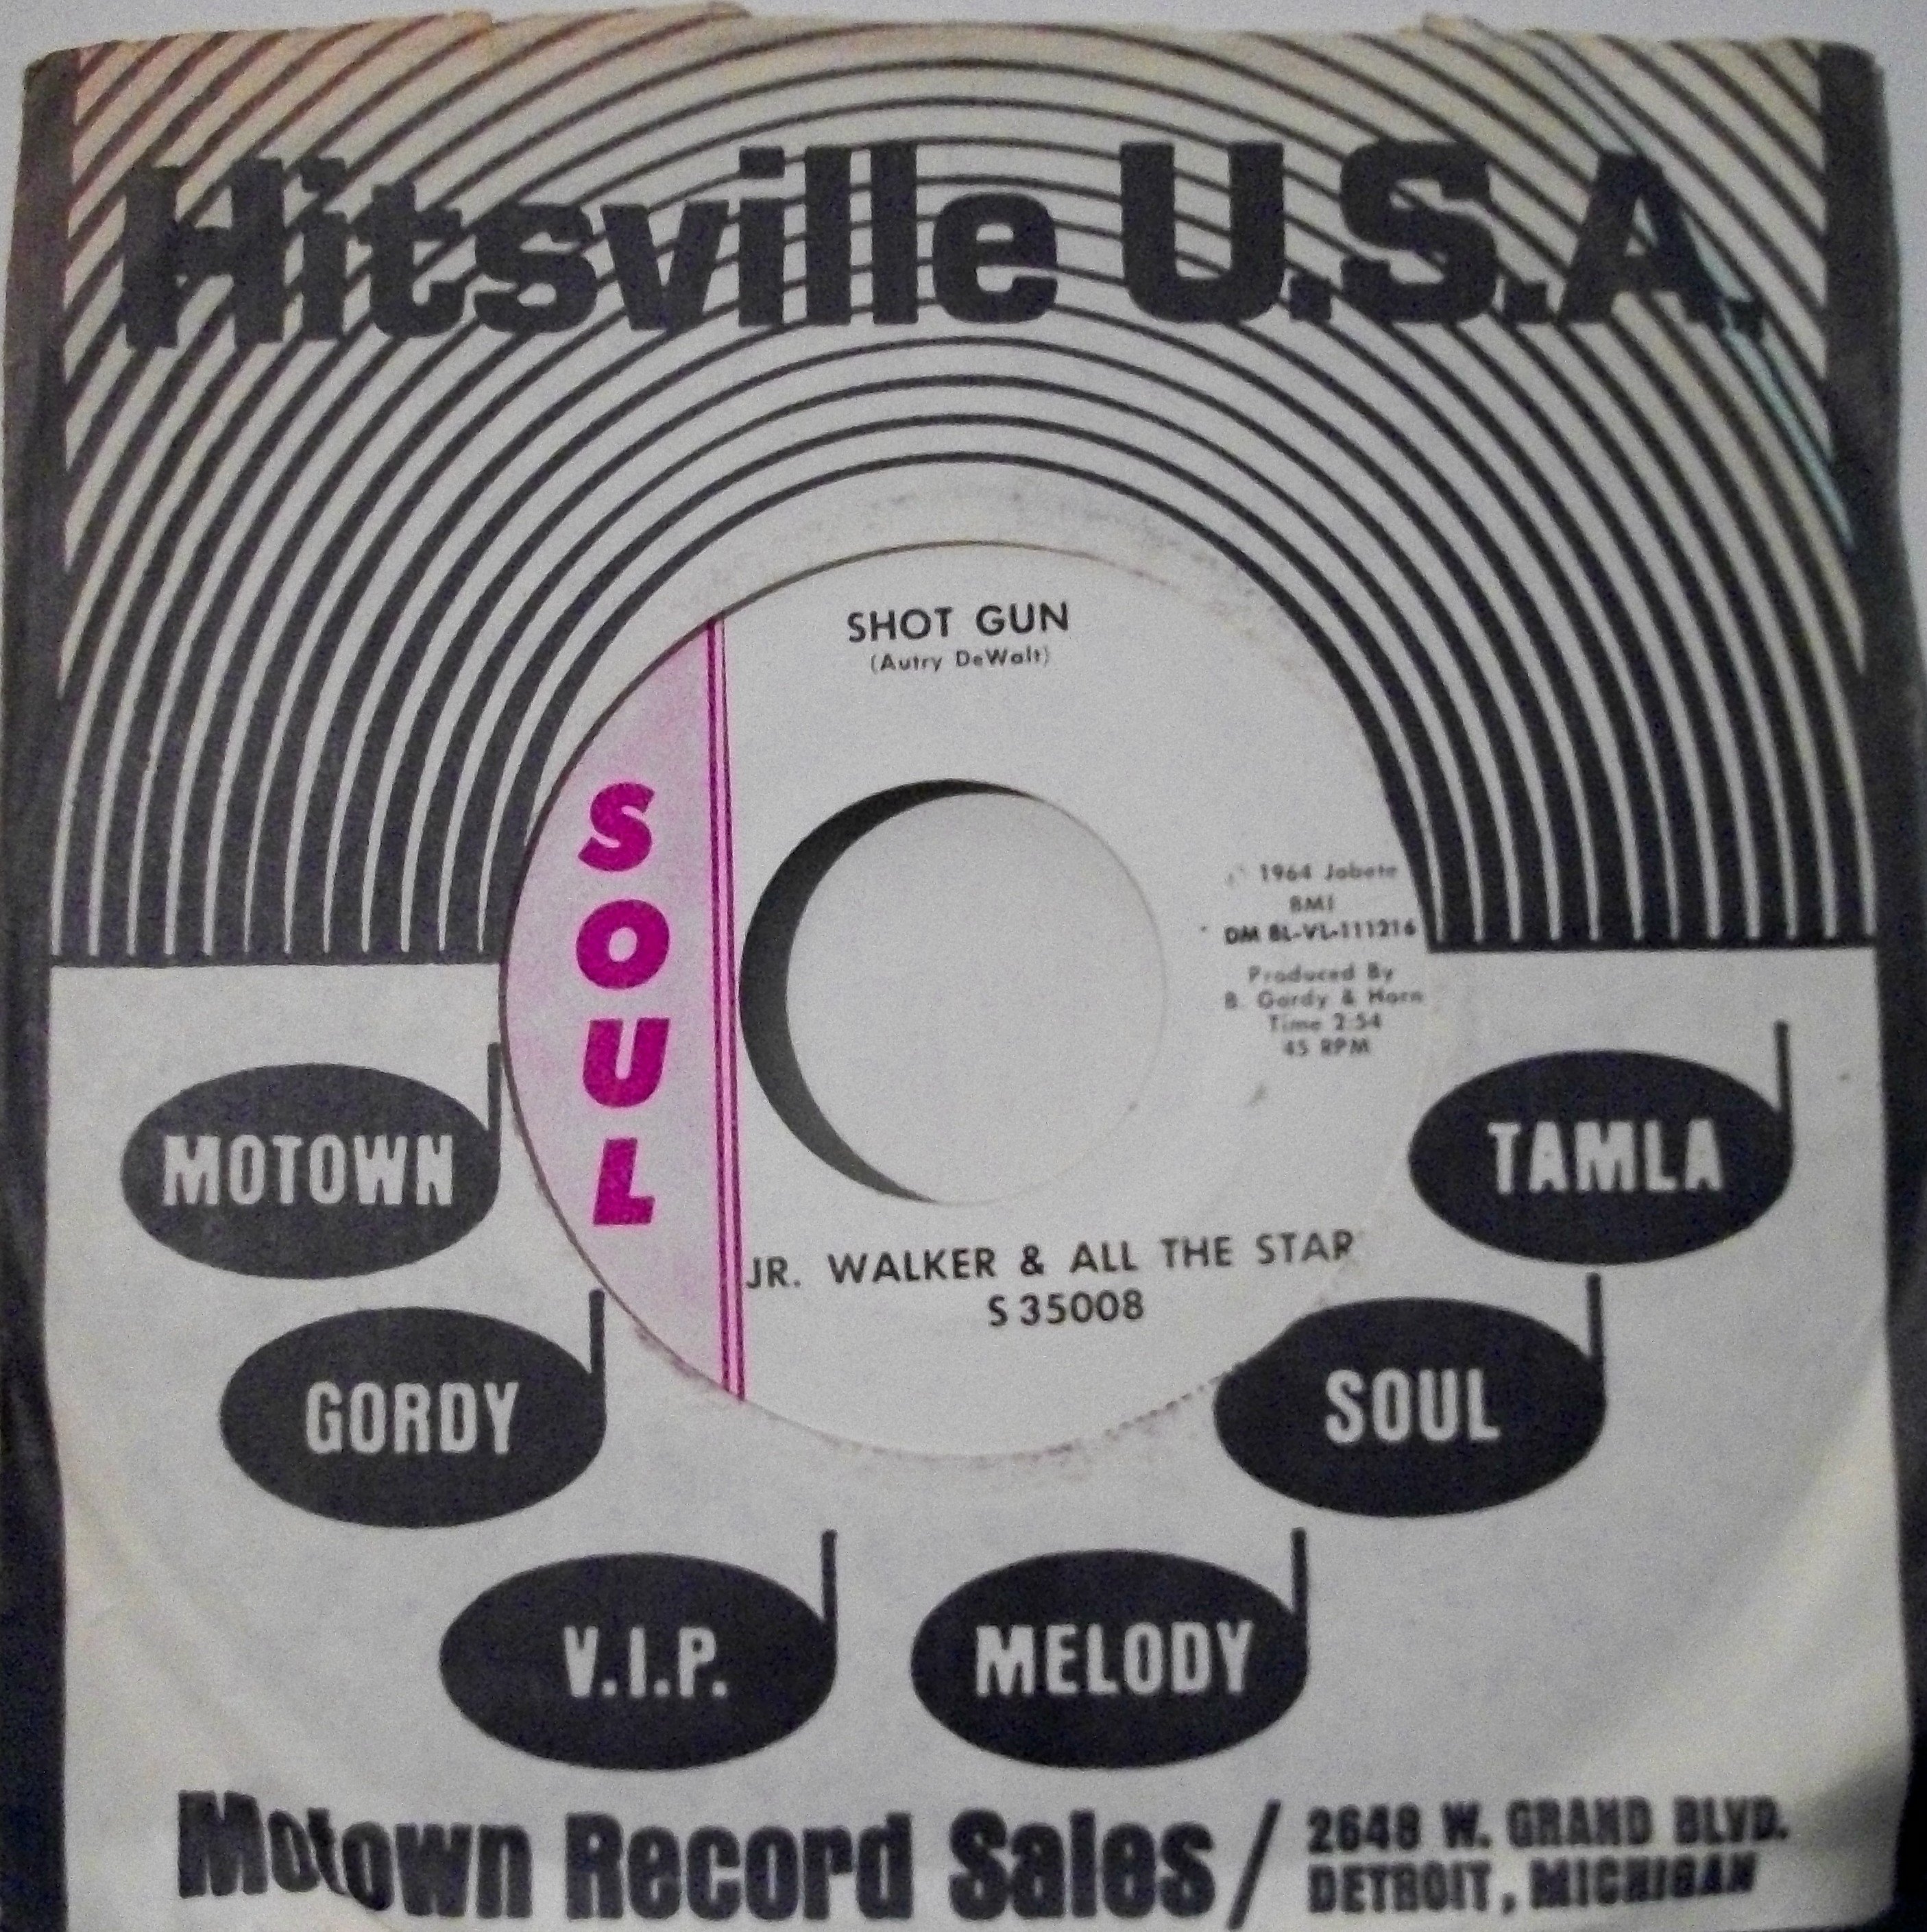 Hitsville U.S.A.
SHOT GUN
(Autry DeWalt)
SOUL
1964 Jobete
BMI
DM 8L-VL-111216
Produced By
B. Gordy & Horn
Time 2:54
45 RPM
JR. WALKER & ALL THE STAR
S 35008
MOTOWN
TAMLA
GORDY
SOUL
V.I.P.
MELODY
Motown Record Sales / 2648 W. GRAND BLVD.
DETROIT, MICHIGAN